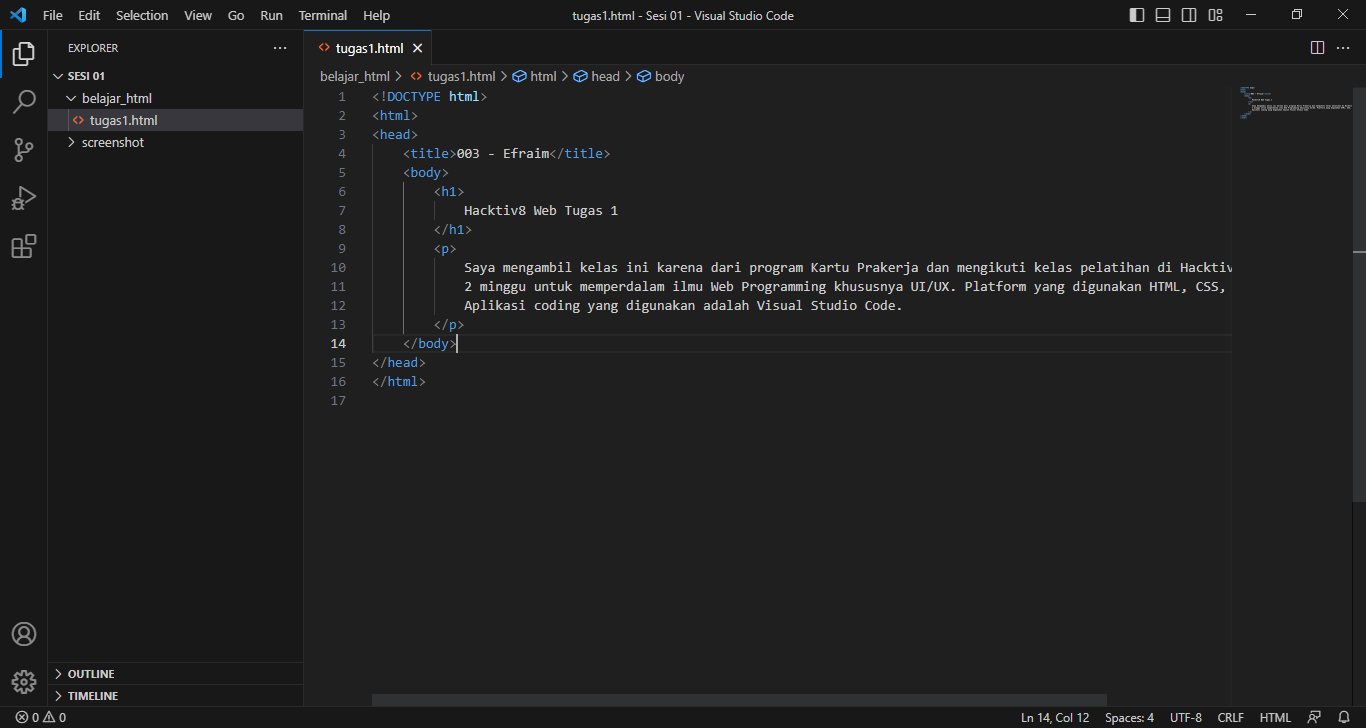 File Edit Selection View Go Run Terminal Help
tugas1.html - Sesi 01 - Visual Studio Code
EXPLORER
SESI 01
belajar_html
tugas1.html
screenshot
OUTLINE
TIMELINE
tugas1.html
belajar_html > tugas1.html > html > head > body
1 <!DOCTYPE html>
2 <html>
3 <head>
4 <title>003 - Efraim</title>
5 <body>
6 <h1>
7 Hacktiv8 Web Tugas 1
8 </h1>
9 <p>
10 Saya mengambil kelas ini karena dari program Kartu Prakerja dan mengikuti kelas pelatihan di Hacktiv
11 2 minggu untuk memperdalam ilmu Web Programming khususnya UI/UX. Platform yang digunakan HTML, CSS,
12 Aplikasi coding yang digunakan adalah Visual Studio Code.
13 </p>
14 </body>
15 </head>
16 </html>
17
0 0
Ln 14, Col 12 Spaces: 4 UTF-8 CRLF HTML